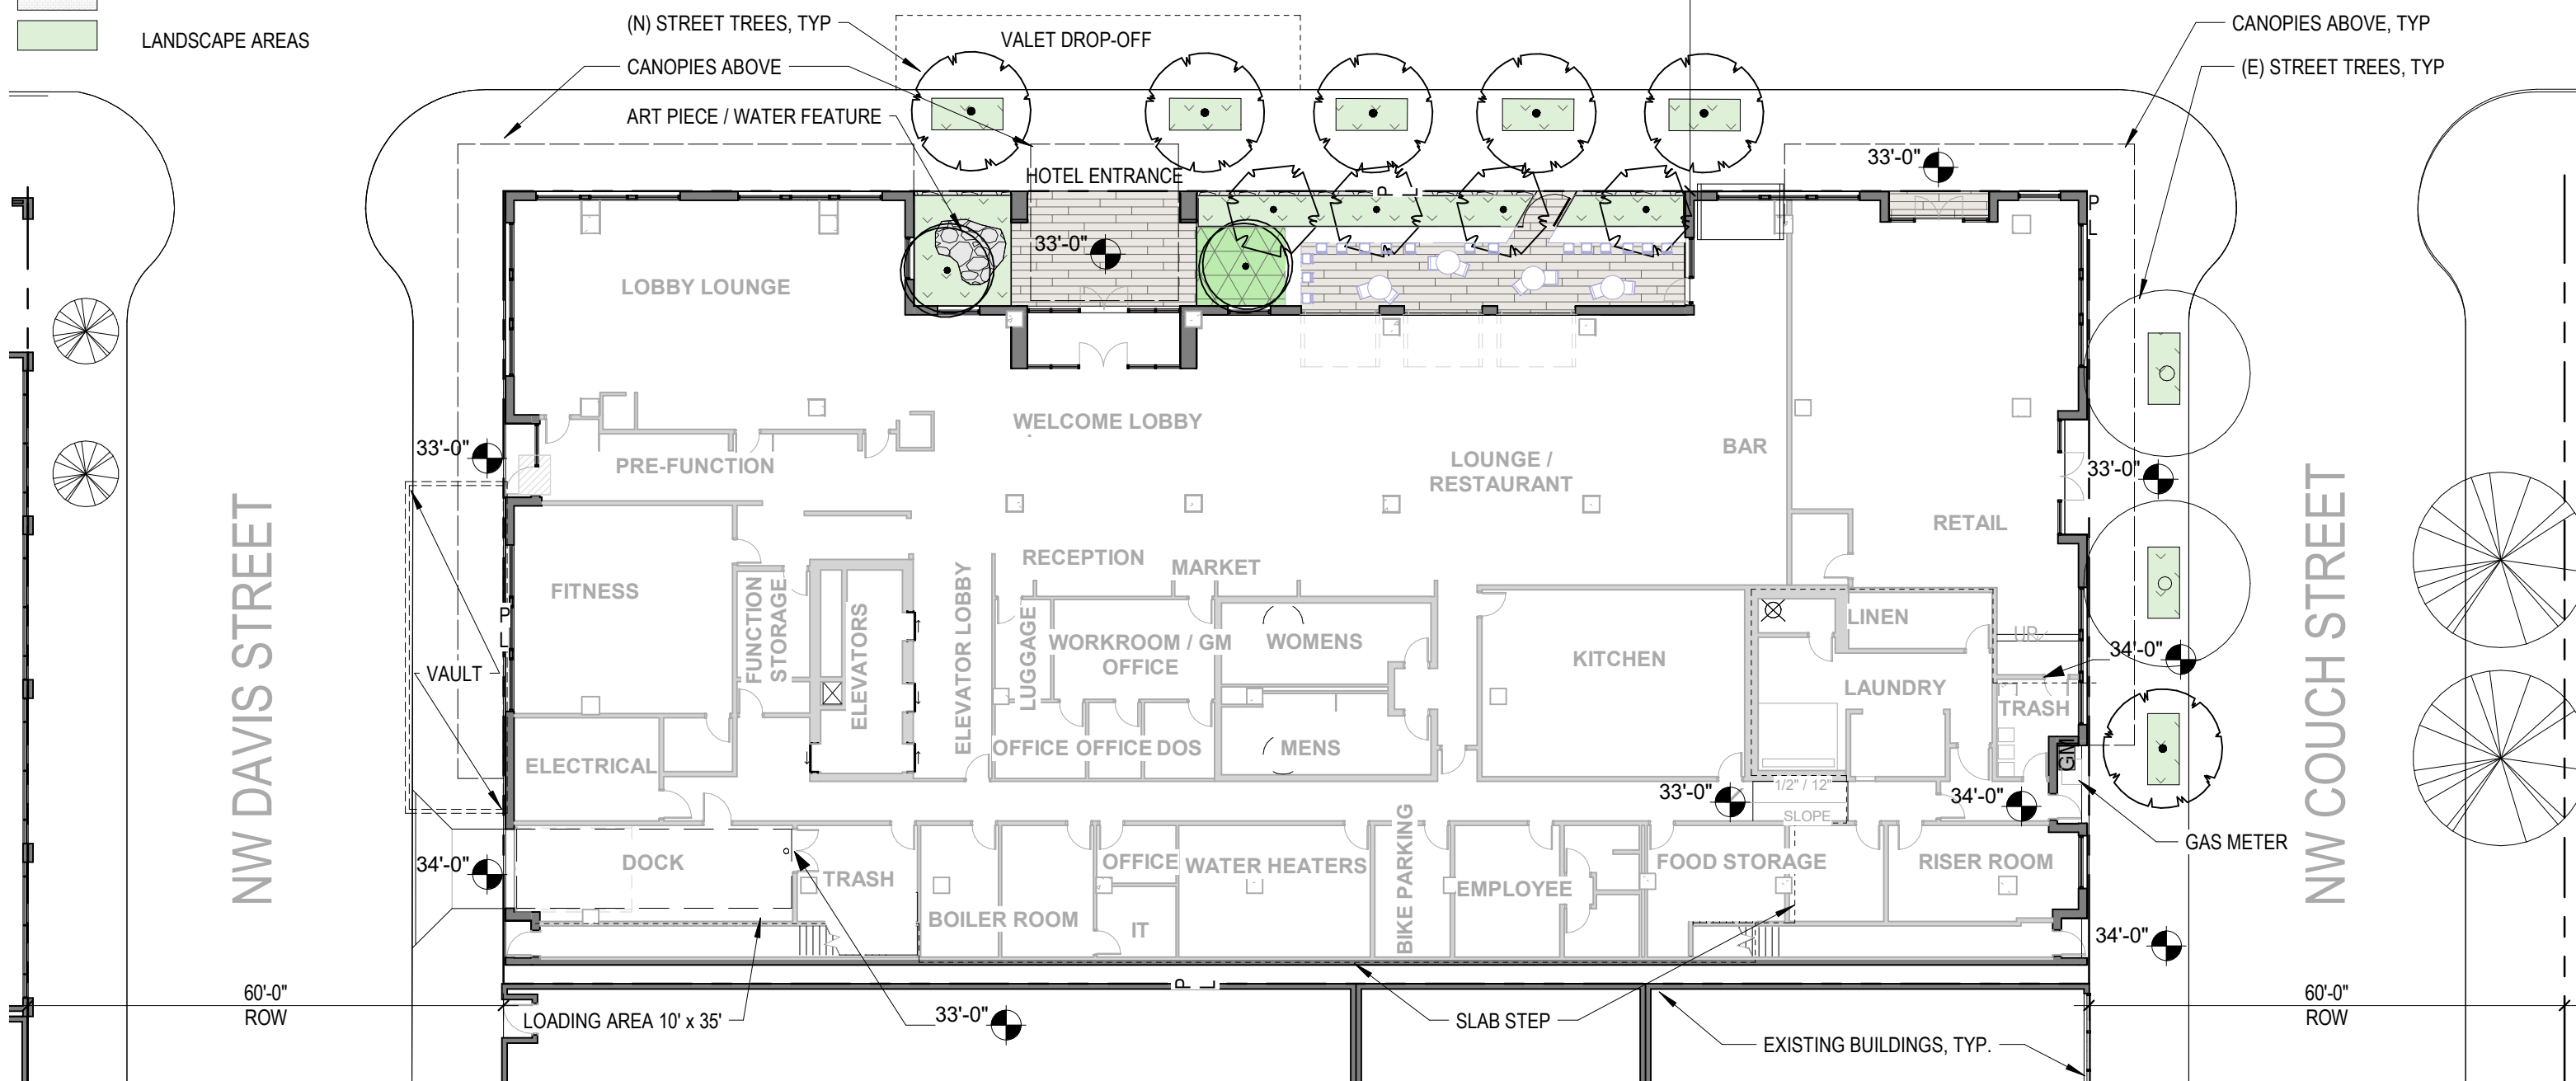 LANDSCAPE AREAS
(N) STREET TREES, TYP
VALET DROP-OFF
CANOPIES ABOVE, TYP
CANOPIES ABOVE
(E) STREET TREES, TYP
ART PIECE / WATER FEATURE
HOTEL ENTRANCE
33'-0"
P L
P L
33'-0"
LOBBY LOUNGE
WELCOME LOBBY
33'-0"
PRE-FUNCTION
LOUNGE /
RESTAURANT
BAR
33'-0"
RETAIL
NW DAVIS STREET
NW COUCH STREET
P L
FITNESS
FUNCTION
STORAGE
ELEVATORS
ELEVATOR LOBBY
RECEPTION
MARKET
LUGGAGE
WORKROOM / GM
OFFICE
WOMENS
KITCHEN
LINEN
UR
34'-0"
VAULT
LAUNDRY
TRASH
ELECTRICAL
OFFICE
OFFICE
DOS
MENS
GM
33'-0"
1/2" / 12"
SLOPE
34'-0"
GAS METER
34'-0"
DOCK
TRASH
BOILER ROOM
OFFICE
IT
WATER HEATERS
BIKE PARKING
EMPLOYEE
FOOD STORAGE
RISER ROOM
34'-0"
P L
60'-0"
ROW
LOADING AREA 10' x 35'
33'-0"
SLAB STEP
EXISTING BUILDINGS, TYP.
60'-0"
ROW